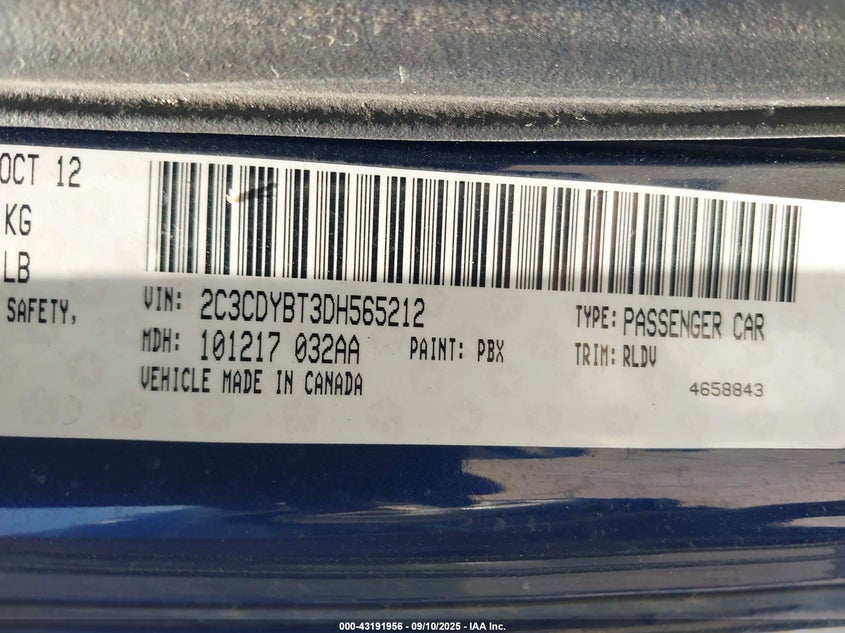 OCT 12
KG
LB
SAFETY,
VIN: 2C3CDYBT3DH565212
TYPE: PASSENGER CAR
MDH: 101217 032AA
PAINT: PBX
TRIM: RLDV
VEHICLE MADE IN CANADA
4658843
000-43191956 - 09/10/2025 - IAA Inc.